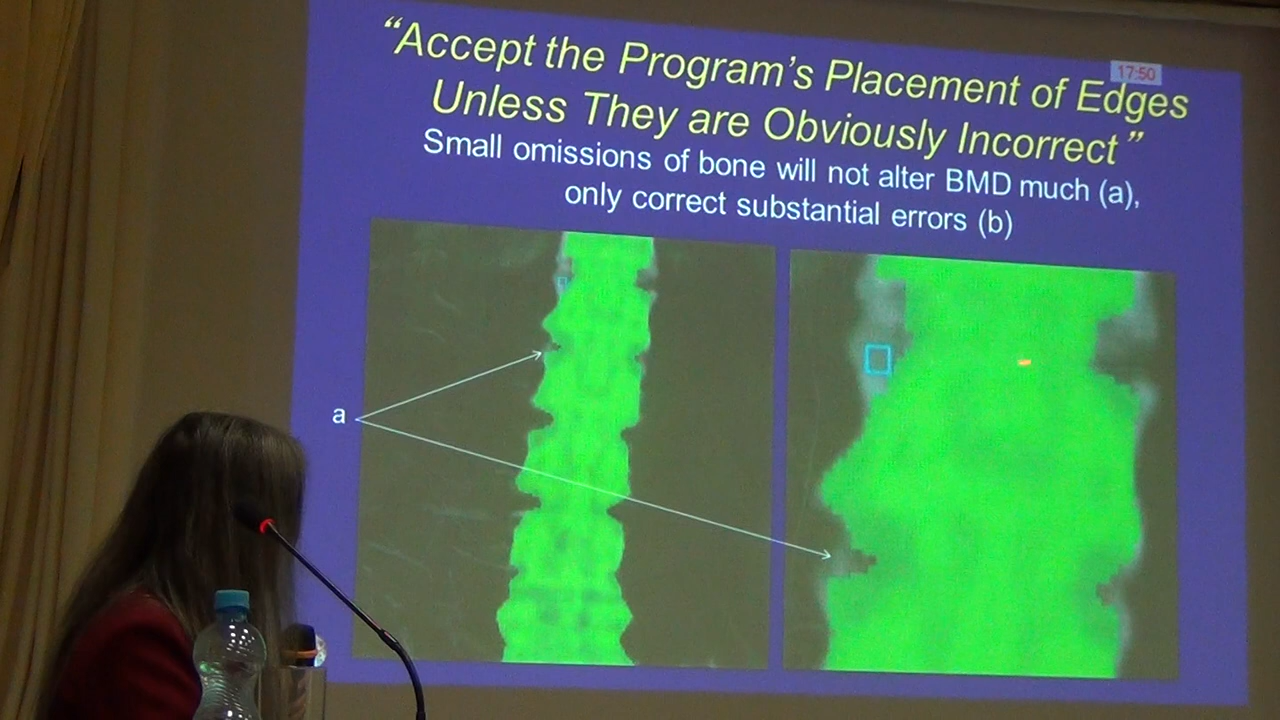 “Accept the Program’s Placement of Edges
17:50
Unless They are Obviously Incorrect”
Small omissions of bone will not alter BMD much (a),
only correct substantial errors (b)
a